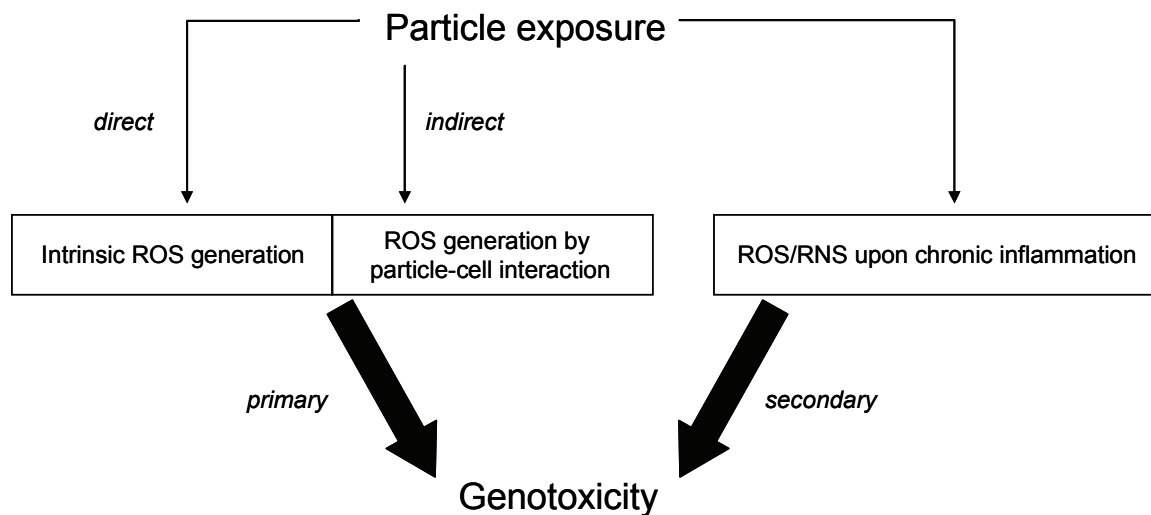 Particle exposure
direct
indirect
Intrinsic ROS generation
ROS generation by
particle-cell interaction
ROS/RNS upon chronic inflammation
primary
secondary
Genotoxicity